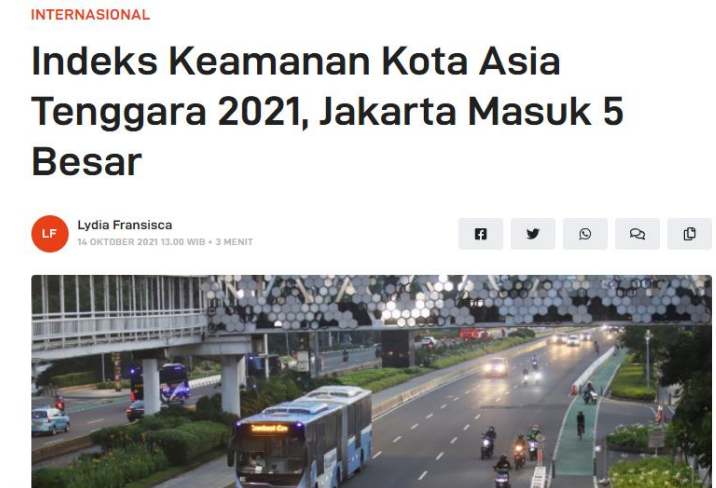 INTERNASIONAL
Indeks Keamanan Kota Asia
Tenggara 2021, Jakarta Masuk 5
Besar
LF
Lydia Fransisca
14 OKTOBER 2021 13.00 WIB • 3 MENIT